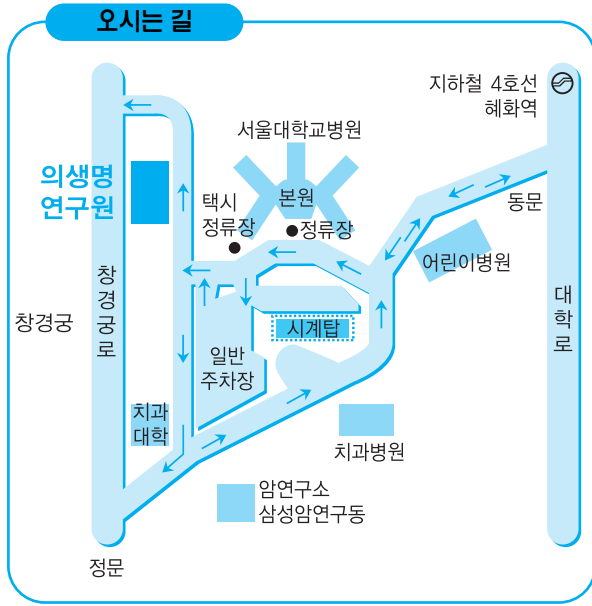 오시는 길
지하철 4호선
혜화역
서울대학교병원
의생명
연구원
택시
정류장
본원
정류장
동문
어린이병원
창경궁
창경궁로
대학로
시계탑
일반
주차장
치과
대학
치과병원
암연구소
삼성암연구동
정문